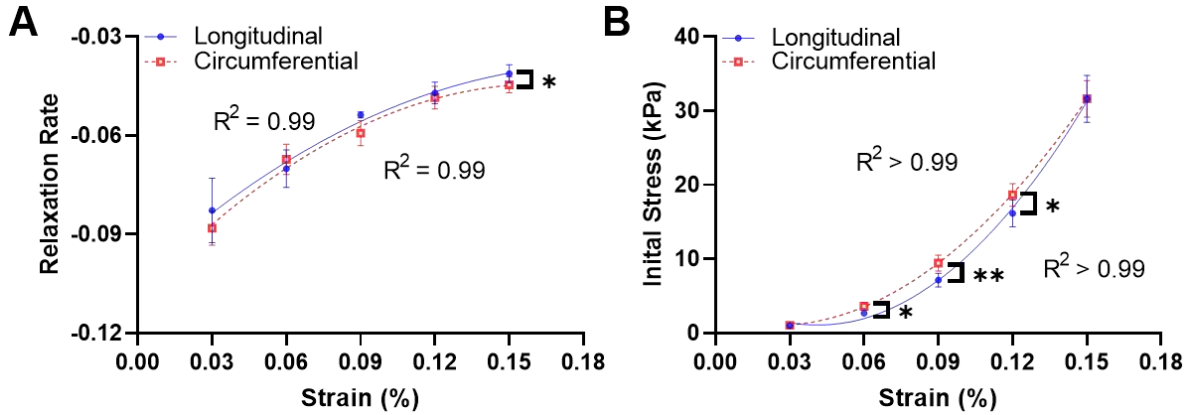 A
Longitudinal
Circumferential
-0.03
-0.06
-0.09
-0.12
Relaxation Rate
R² = 0.99
R² = 0.99
*
0.00 0.03 0.06 0.09 0.12 0.15 0.18
Strain (%)
B
Longitudinal
Circumferential
40
30
20
10
0
Inital Stress (kPa)
R² > 0.99
R² > 0.99
*
**
*
0.00 0.03 0.06 0.09 0.12 0.15 0.18
Strain (%)